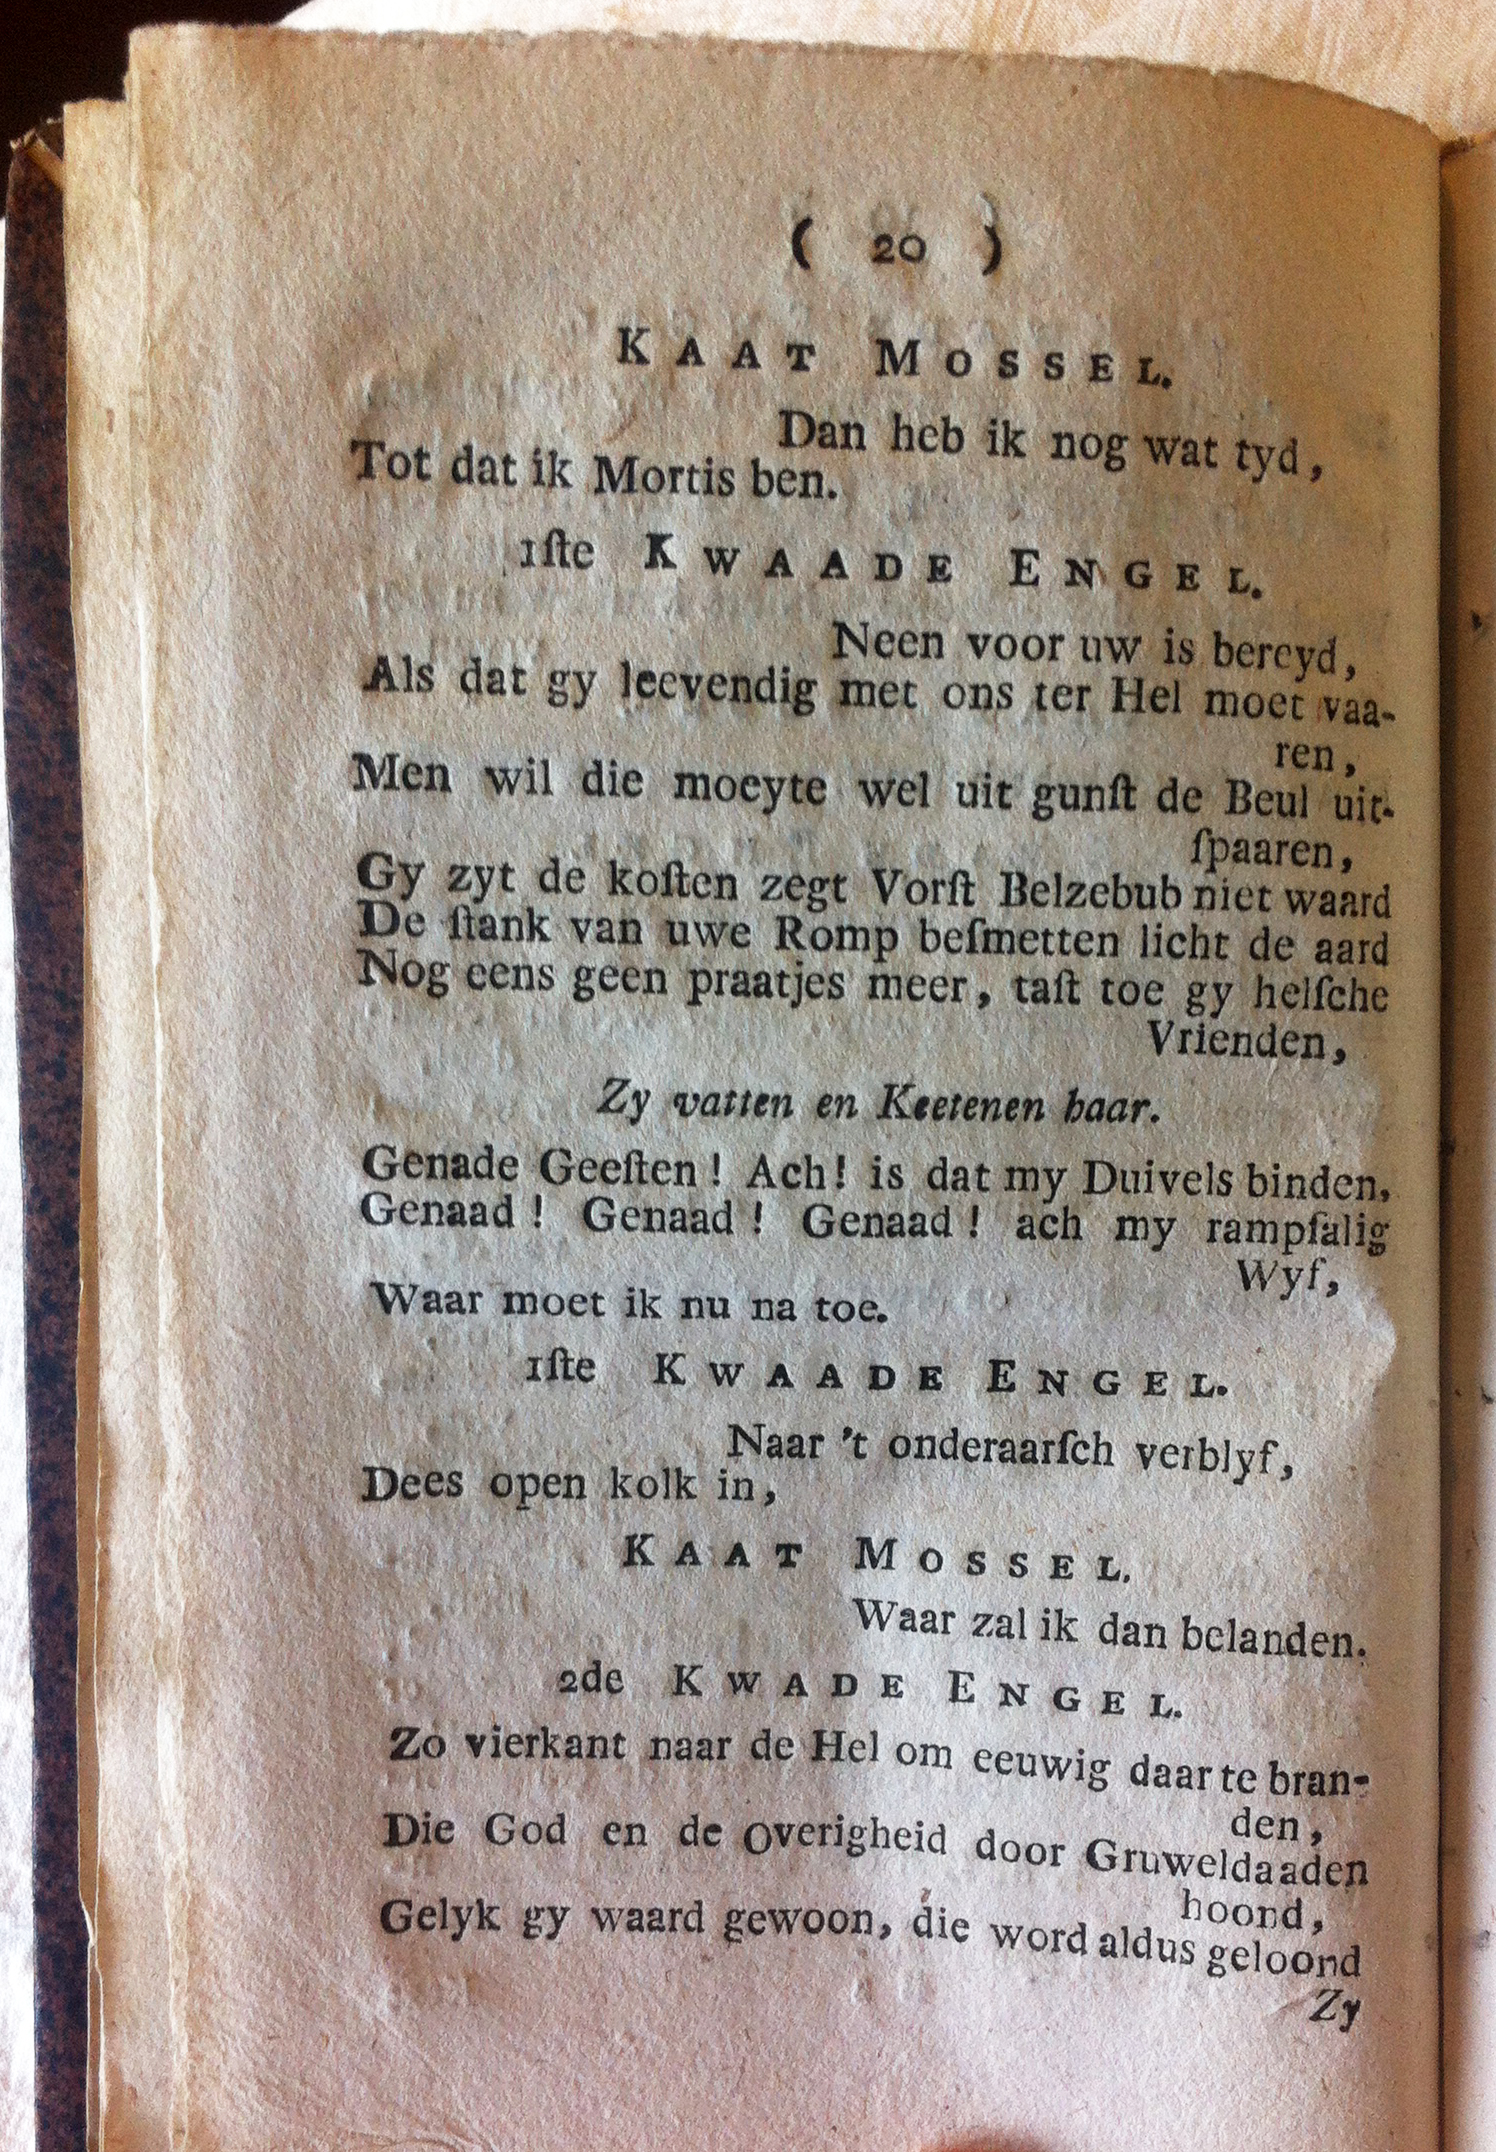 ( 20 )
KAAT MOSSEL.
Dan heb ik nog wat tyd,
Tot dat ik Mortis ben.
1ſte KWAADE ENGEL.
Neen voor uw is bereyd,
Als dat gy leevendig met ons ter Hel moet vaa-
ren,
Men wil die moeyte wel uit gunſt de Beul uit-
ſpaaren,
Gy zyt de koſten zegt Vorſt Belzebub niet waard
De ſtank van uwe Romp beſmetten licht de aard
Nog eens geen praatjes meer, taſt toe gy helſche
Vrienden,
Zy vatten en Keetenen haar.
Genade Geeſten! Ach! is dat my Duivels binden,
Genaad! Genaad! Genaad! ach my rampſalig
Wyf,
Waar moet ik nu na toe.
1ſte KWAADE ENGEL.
Naar 't onderaarſch verblyf,
Dees open kolk in,
KAAT MOSSEL.
Waar zal ik dan belanden.
2de KWADE ENGEL.
Zo vierkant naar de Hel om eeuwig daar te bran-
den,
Die God en de overigheid door Gruweldaaden
hoond,
Gelyk gy waard gewoon, die word aldus geloond
Zy